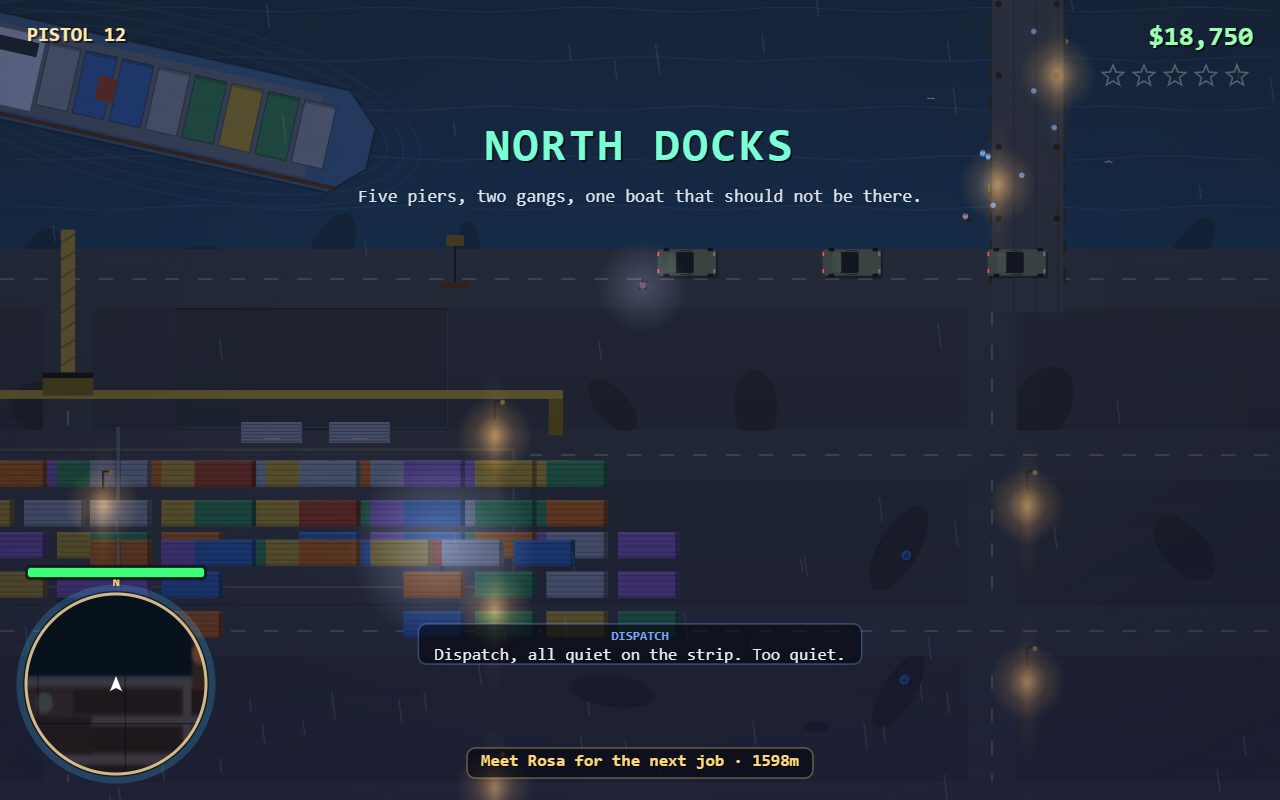 PISTOL 12
$18,750
NORTH DOCKS
Five piers, two gangs, one boat that should not be there.
N
DISPATCH
Dispatch, all quiet on the strip. Too quiet.
Meet Rosa for the next job · 1598m